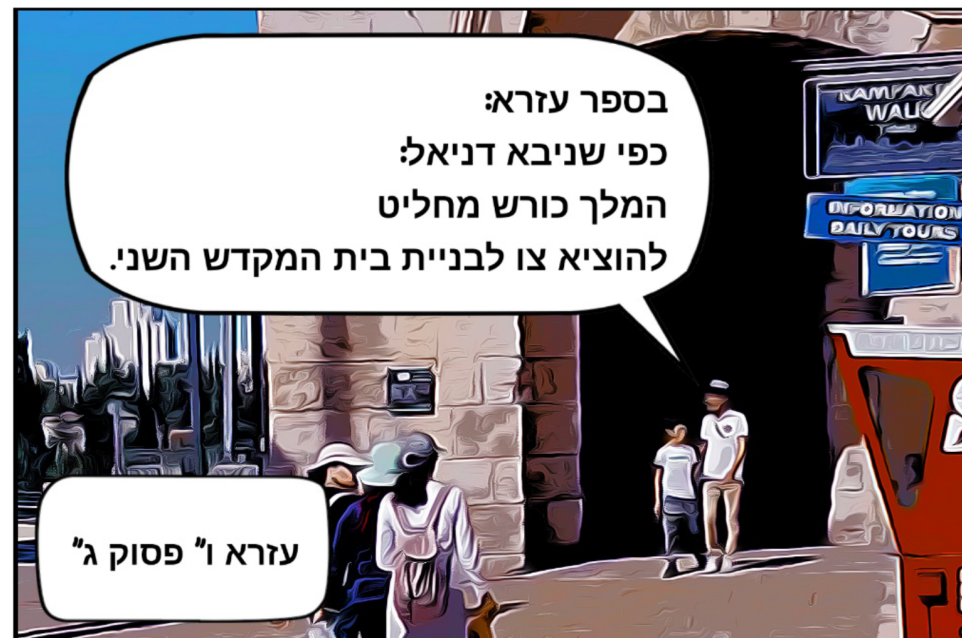 בספר עזרא:
כפי שניבא דניאל:
המלך כורש מחליט
להוציא צו לבניית בית המקדש השני.
WALK
INFORMATION
DAILY TOURS
עזרא ו" פסוק ג"